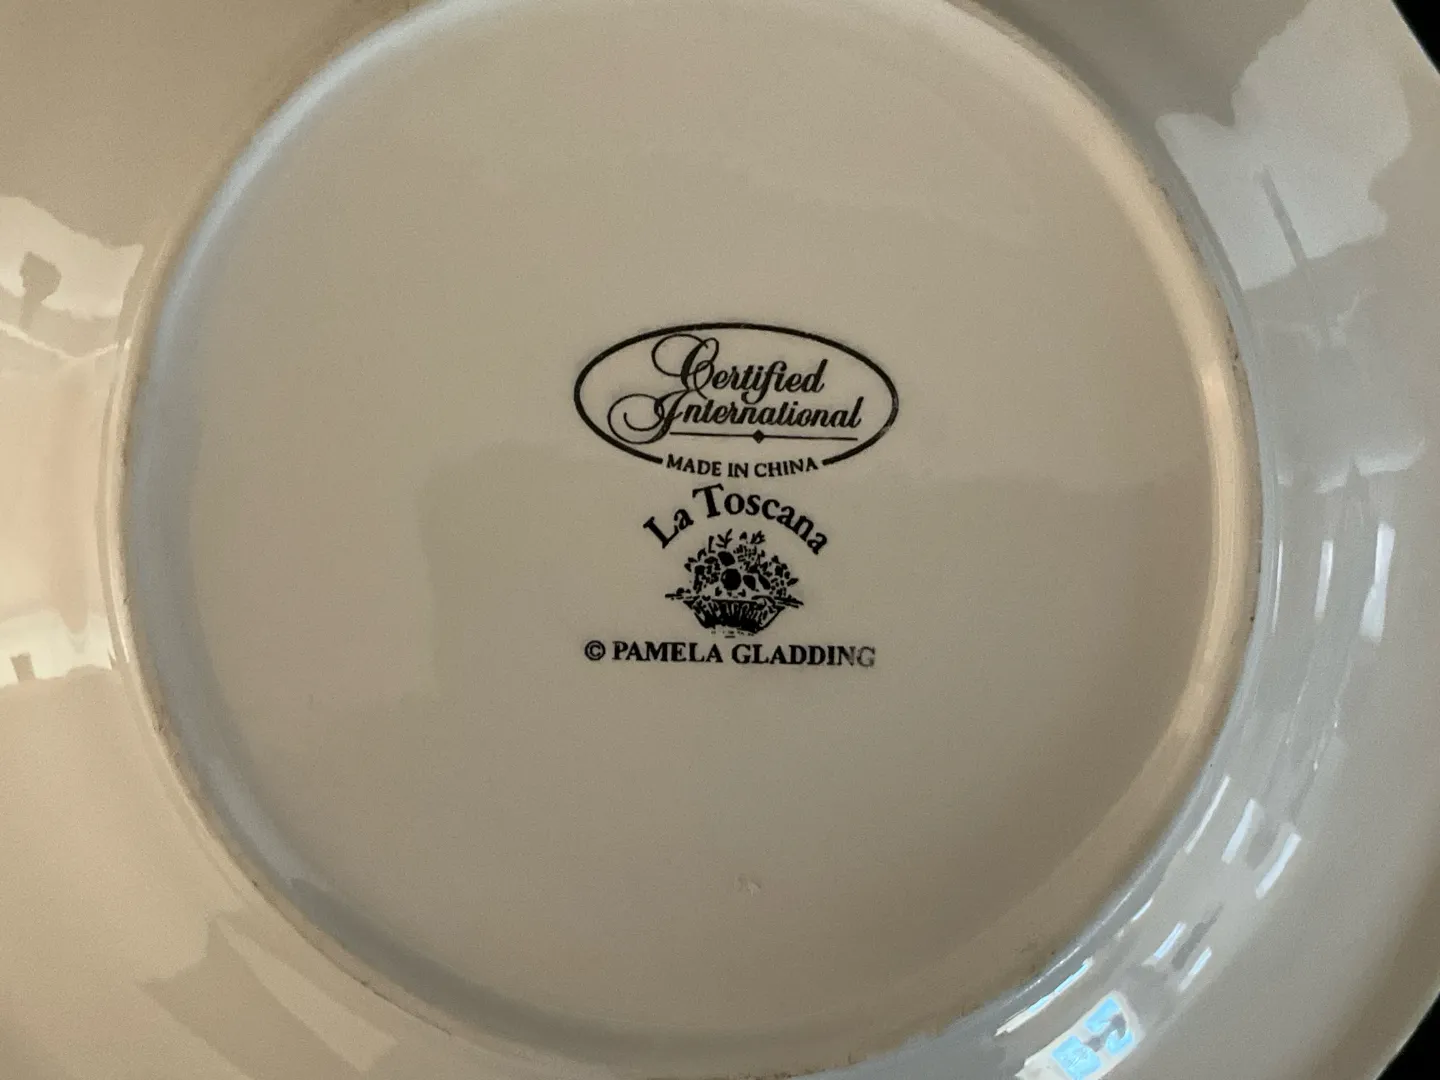 Certified
International
MADE IN CHINA
La Toscana
© PAMELA GLADDING